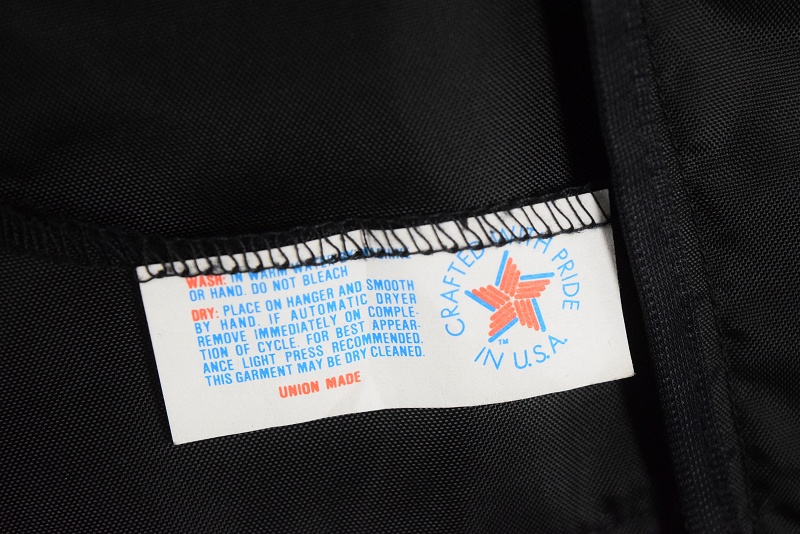 WASH: IN WARM WATER
OR HAND. DO NOT BLEACH
DRY: PLACE ON HANGER AND SMOOTH
BY HAND. IF AUTOMATIC DRYER
REMOVE IMMEDIATELY ON COMPLE-
TION OF CYCLE. FOR BEST APPEAR-
ANCE LIGHT PRESS RECOMMENDED.
THIS GARMENT MAY BE DRY CLEANED.
UNION MADE
CRAFTED WITH PRIDE
TM
IN U.S.A.